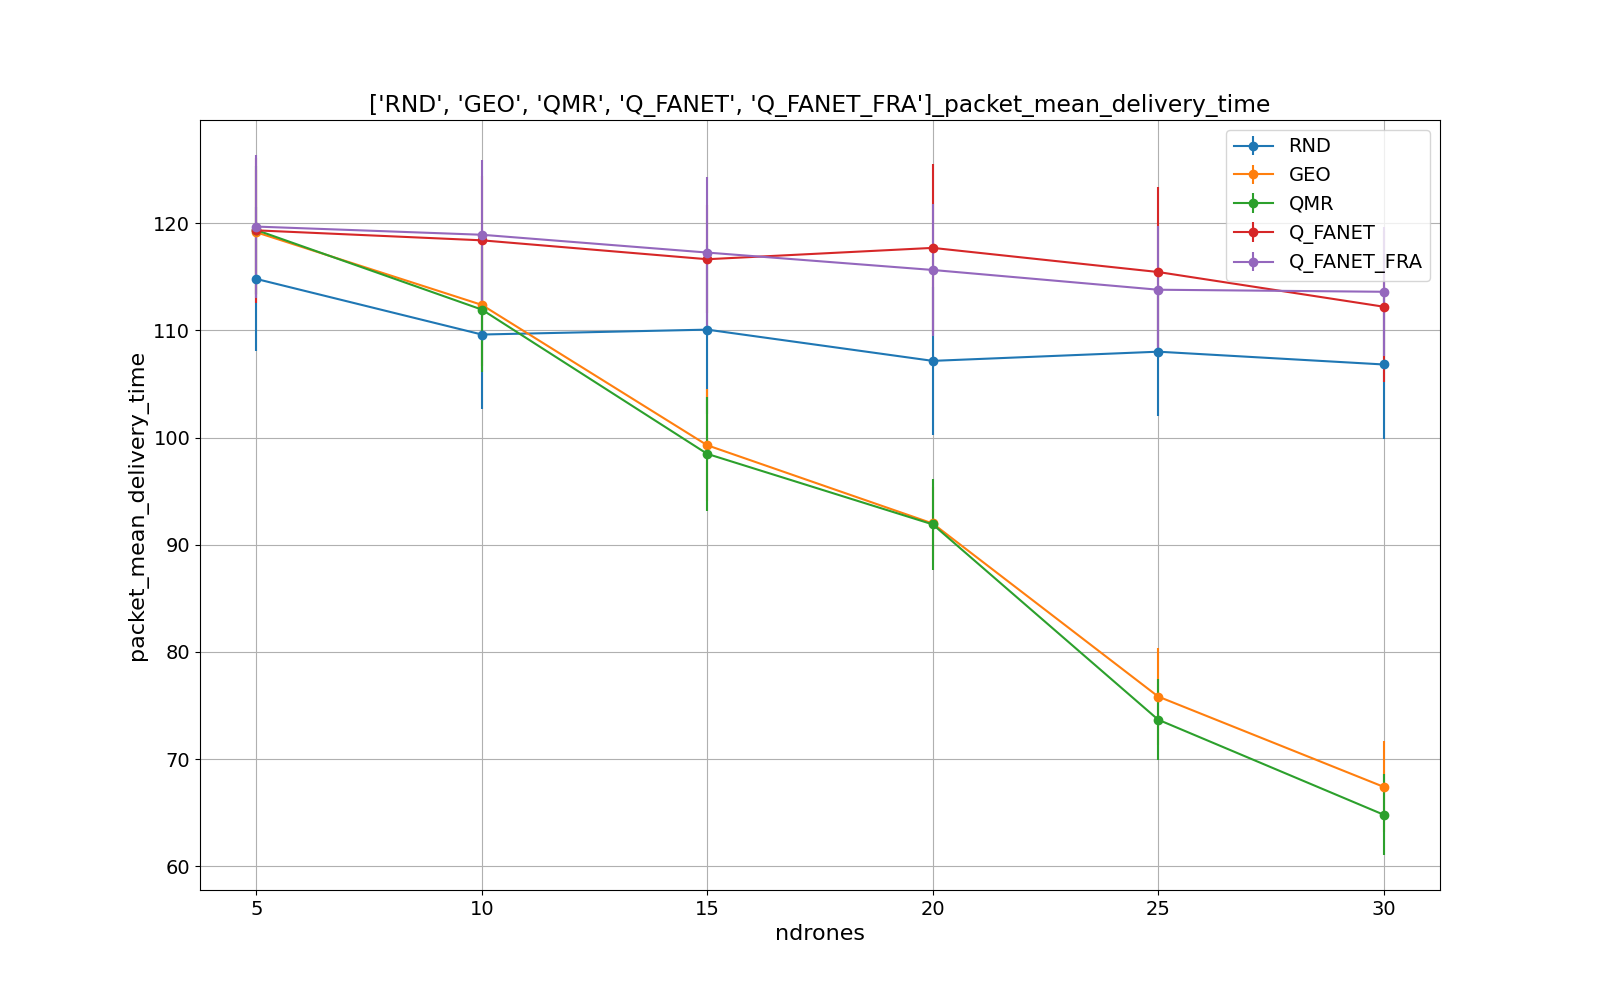 ['RND', 'GEO', 'QMR', 'Q_FANET', 'Q_FANET_FRA']_packet_mean_delivery_time
RND
GEO
QMR
Q_FANET
Q_FANET_FRA
packet_mean_delivery_time
120
110
100
90
80
70
60
5 10 15 20 25 30
ndrones